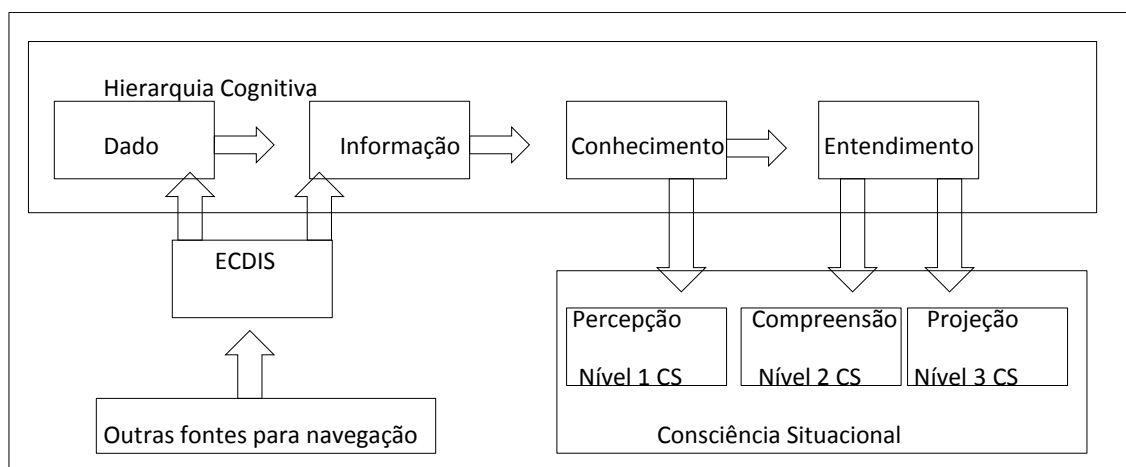 Hierarquia Cognitiva
Dado
Informação
Conhecimento
Entendimento
ECDIS
Percepção
Nível 1 CS
Compreensão
Nível 2 CS
Projeção
Nível 3 CS
Outras fontes para navegação
Consciência Situacional